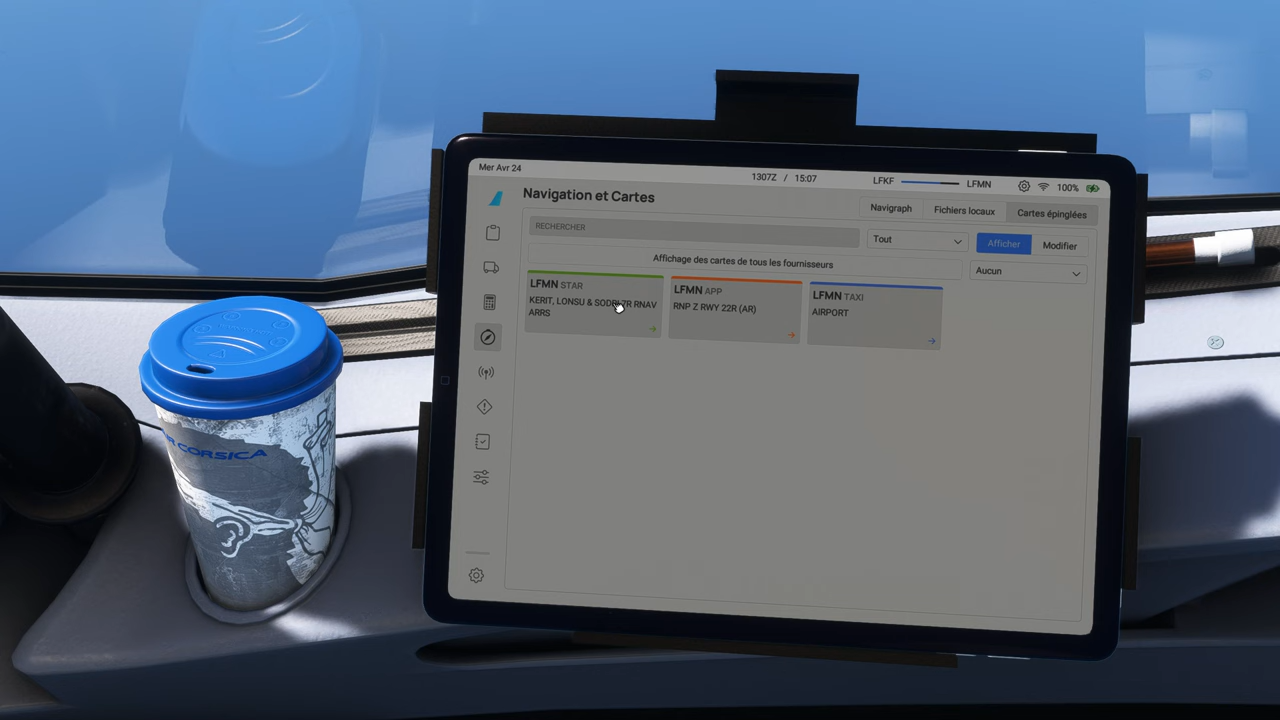 Mer Avr 24
1307Z / 15:07
LFKF
LFMN
100%
Navigation et Cartes
Navigraph
Fichiers locaux
Cartes épinglées
RECHERCHER
Tout
Afficher
Modifier
Affichage des cartes de tous les fournisseurs
Aucun
LFMN STAR
KERIT, LONSU & RNAV
ARRS
LFMN APP
RNP Z RWY 22R (AR)
LFMN TAXI
AIRPORT
CORSICA